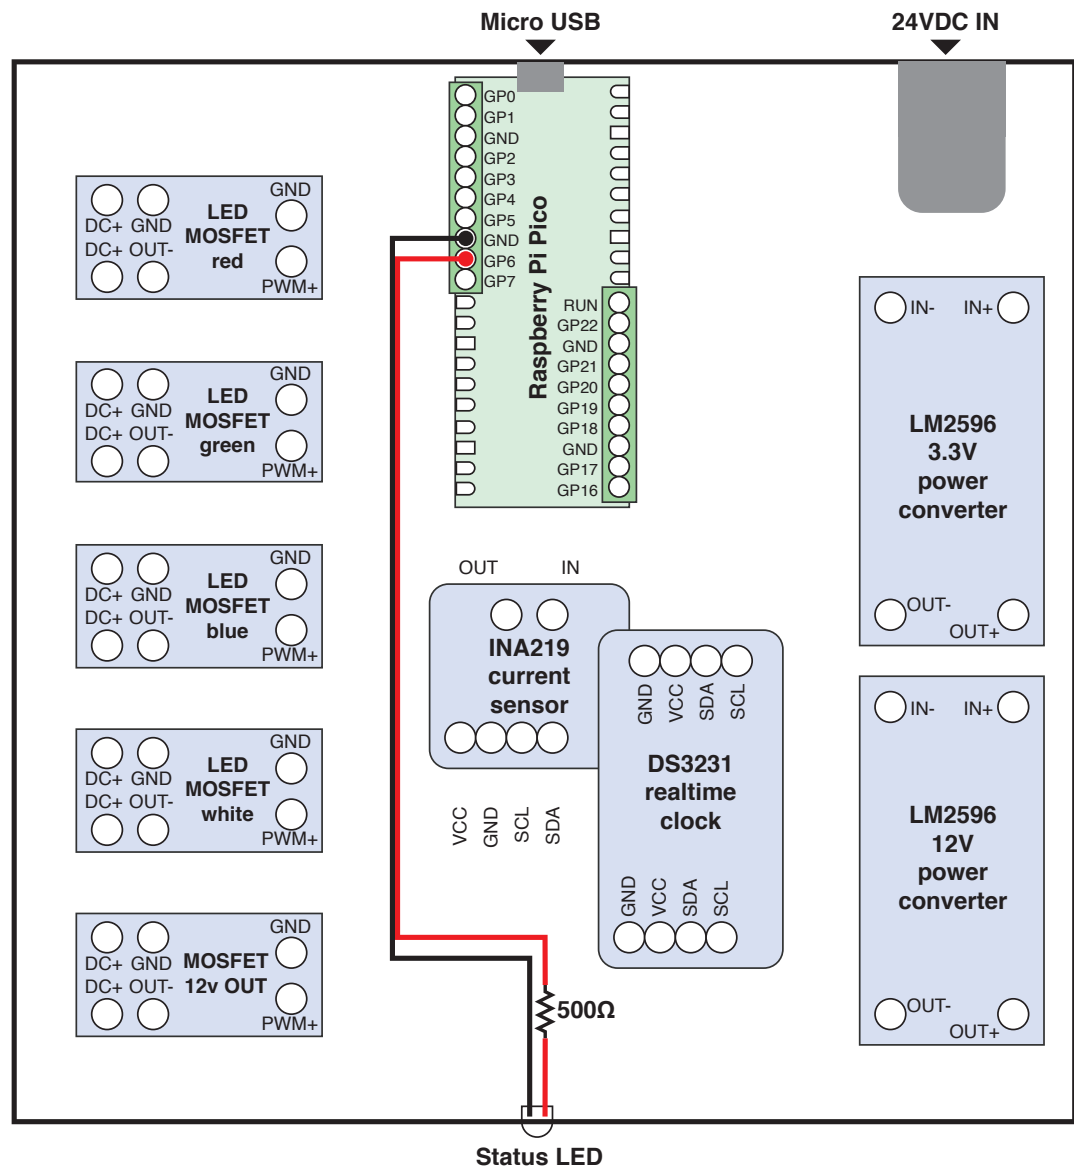 Micro USB
24VDC IN
GP0
GP1
GND
GP2
GP3
GP4
GP5
GND
GP6
GP7
Raspberry Pi Pico
RUN
GP22
GND
GP21
GP20
GP19
GP18
GND
GP17
GP16
GND
DC+ GND
DC+ OUT-
LED
MOSFET
red
PWM+
GND
DC+ GND
DC+ OUT-
LED
MOSFET
green
PWM+
GND
DC+ GND
DC+ OUT-
LED
MOSFET
blue
PWM+
GND
DC+ GND
DC+ OUT-
LED
MOSFET
white
PWM+
GND
DC+ GND
DC+ OUT-
MOSFET
12v OUT
PWM+
OUT IN
INA219
current
sensor
VCC
GND
SCL
SDA
GND
VCC
SDA
SCL
DS3231
realtime
clock
GND
VCC
SDA
SCL
IN- IN+
LM2596
3.3V
power
converter
OUT-
OUT+
IN- IN+
LM2596
12V
power
converter
OUT-
OUT+
500Ω
Status LED